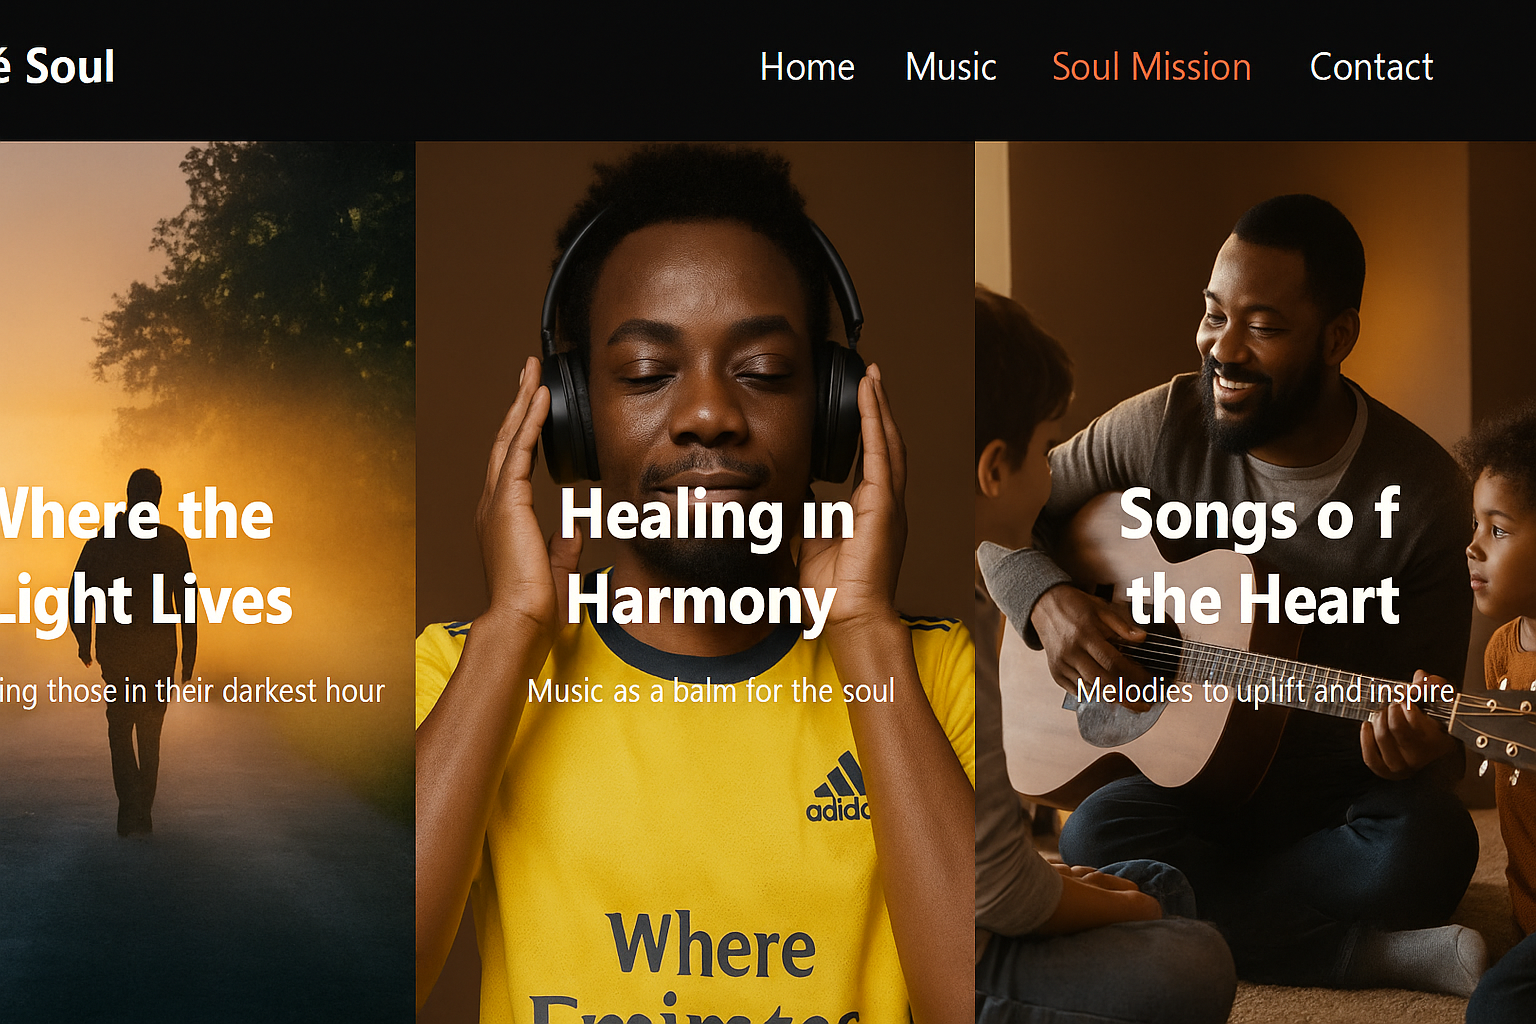 é Soul
Home Music Soul Mission Contact
Where the
Light Lives
ing those in their darkest hour
Healing in
Harmony
Music as a balm for the soul
adida
Where
Emirates
Songs o f
the Heart
Melodies to uplift and inspire